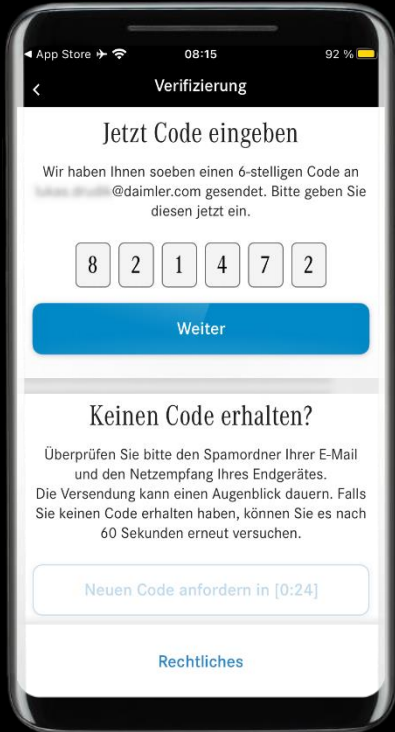 App Store 08:15 92 %
Verifizierung
Jetzt Code eingeben
Wir haben Ihnen soeben einen 6-stelligen Code an
@daimler.com gesendet. Bitte geben Sie
diesen jetzt ein.
8 2 1 4 7 2
Weiter
Keinen Code erhalten?
Überprüfen Sie bitte den Spamordner Ihrer E-Mail
und den Netzempfang Ihres Endgerätes.
Die Versendung kann einen Augenblick dauern. Falls
Sie keinen Code erhalten haben, können Sie es nach
60 Sekunden erneut versuchen.
Neuen Code anfordern in [0:24]
Rechtliches